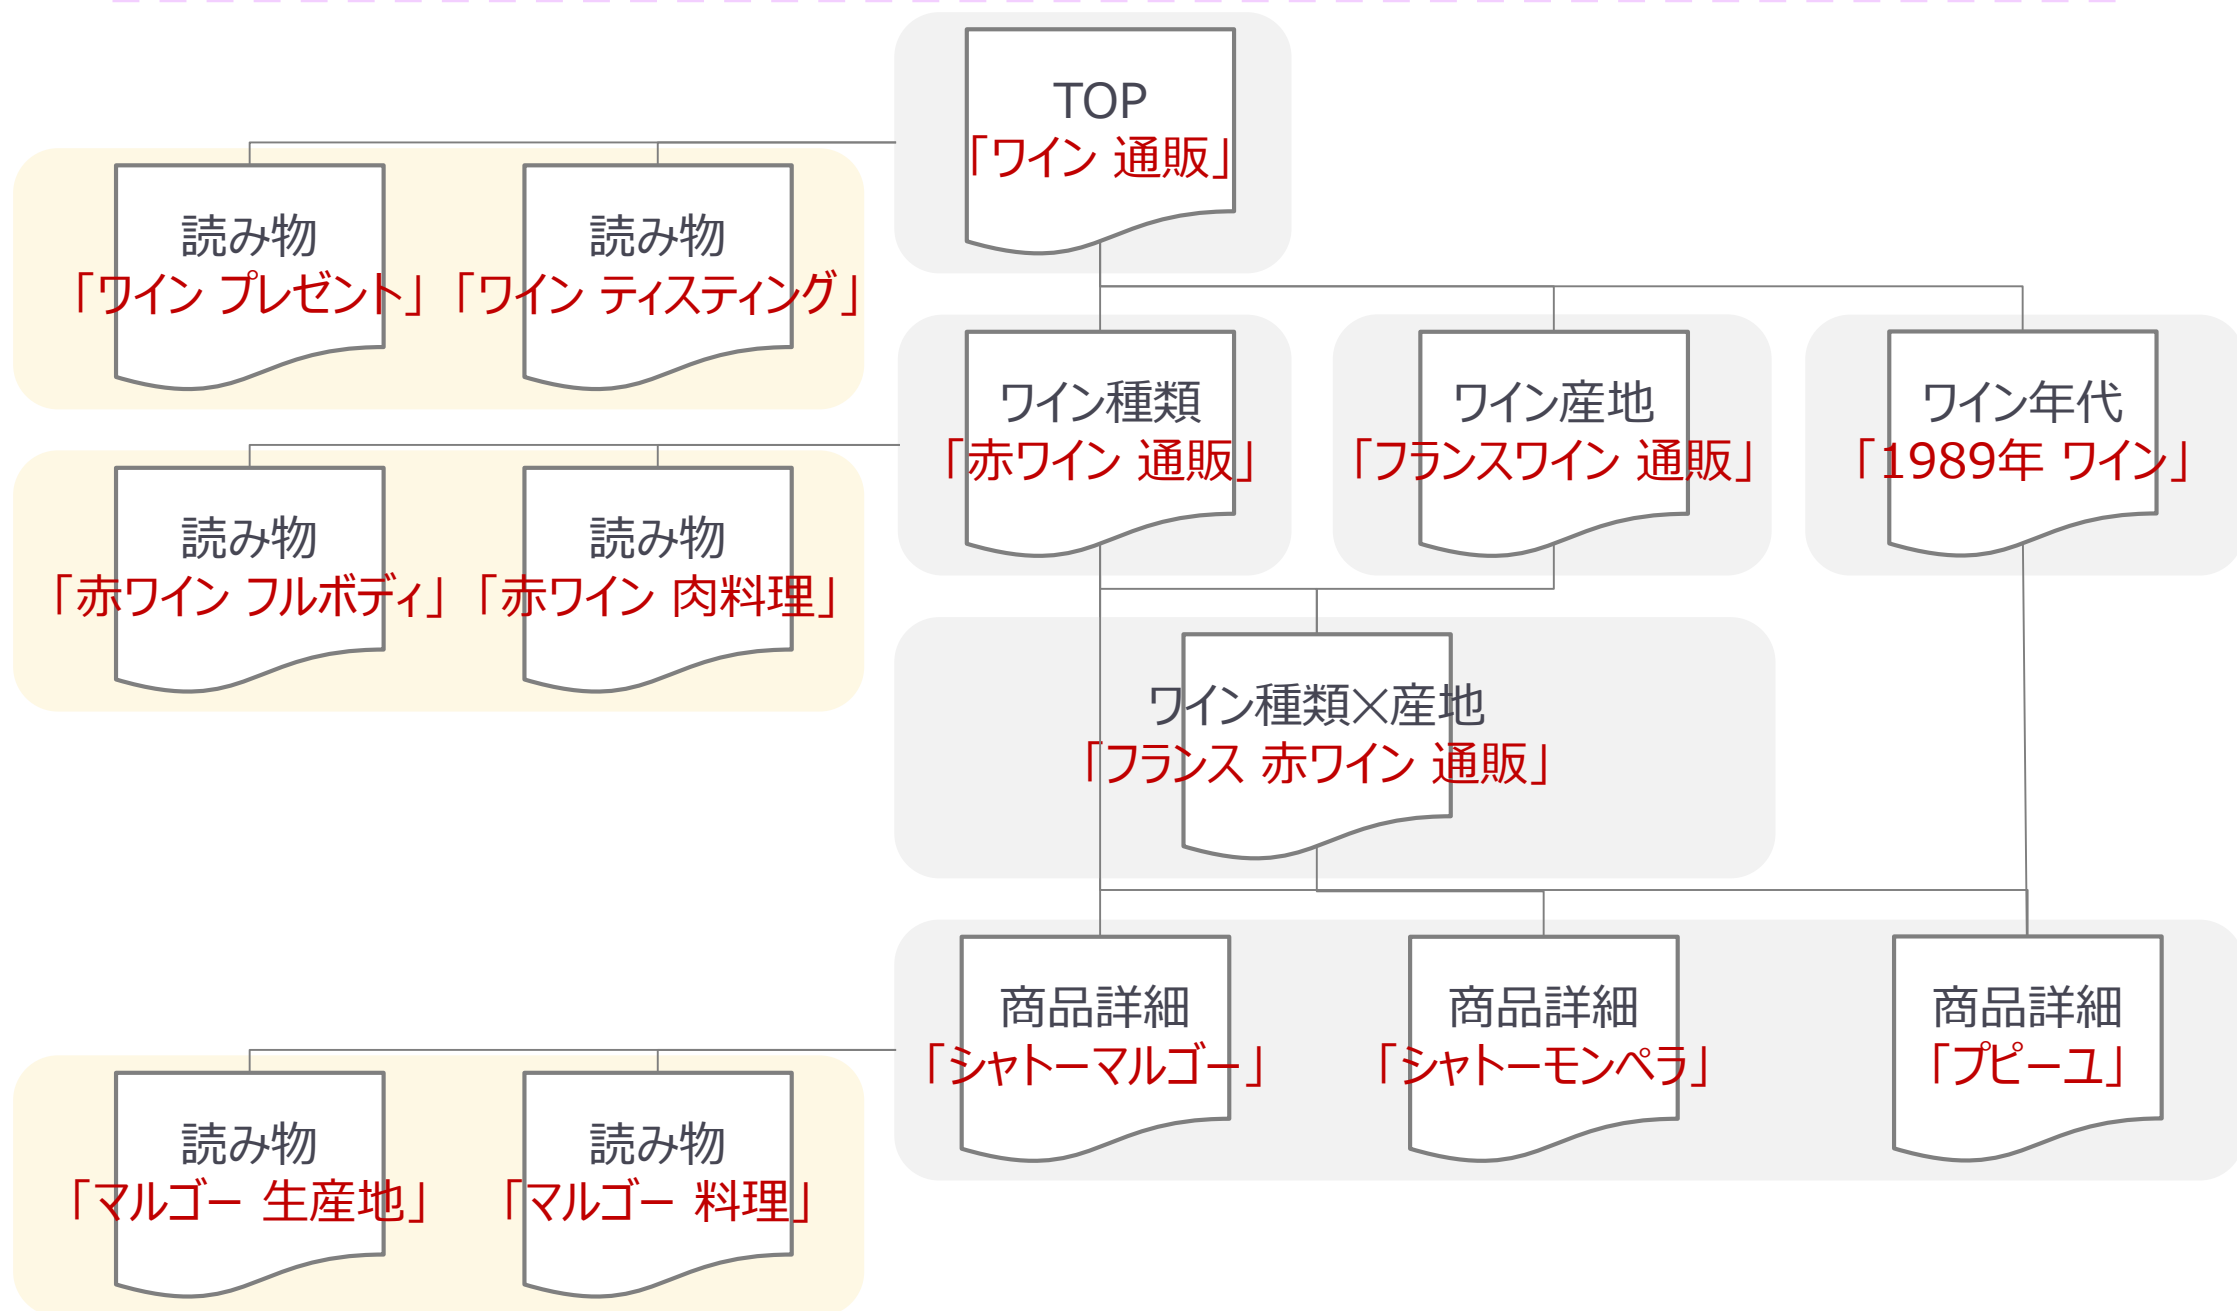 TOP
「ワイン 通販」
読み物
「ワイン プレゼント」
読み物
「ワイン ティスティング」
ワイン種類
「赤ワイン 通販」
ワイン産地
「フランスワイン 通販」
ワイン年代
「1989年 ワイン」
読み物
「赤ワイン フルボディ」
読み物
「赤ワイン 肉料理」
ワイン種類×産地
「フランス 赤ワイン 通販」
商品詳細
「シャトーマルゴー」
商品詳細
「シャトーモンペラ」
商品詳細
「プピーユ」
読み物
「マルゴー 生産地」
読み物
「マルゴー 料理」